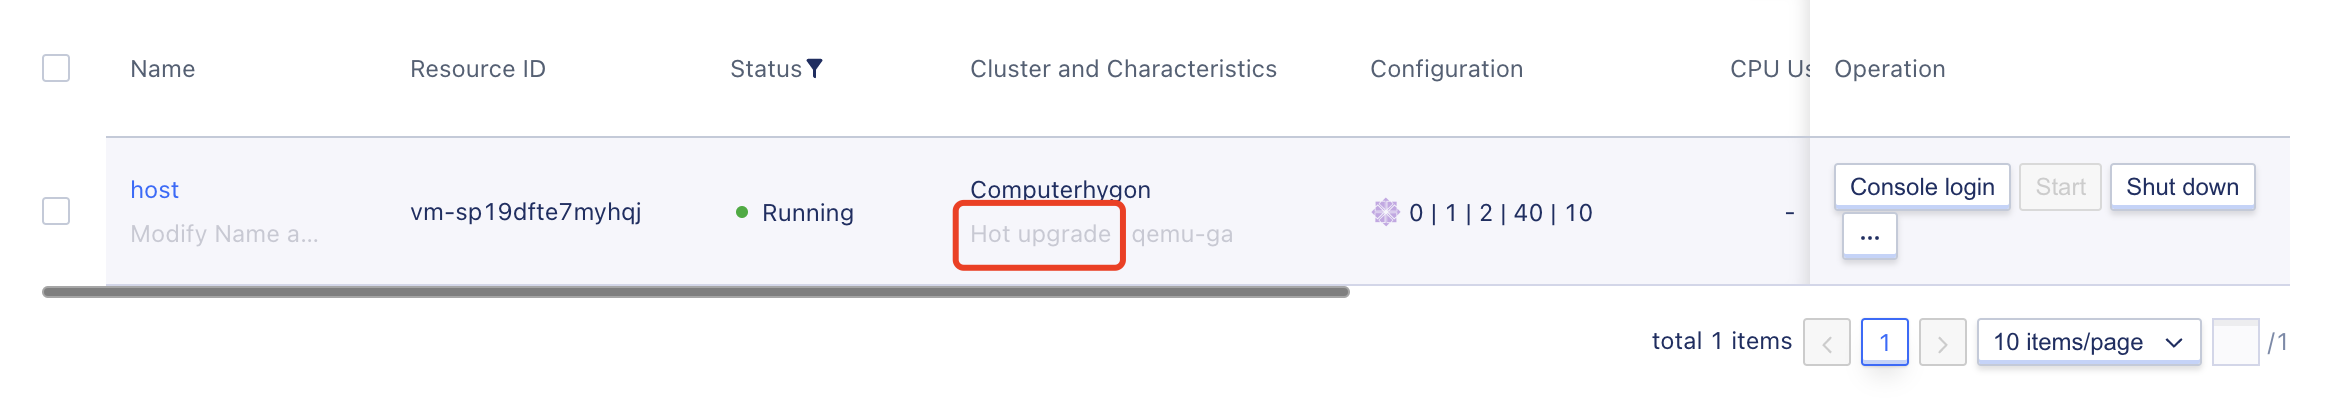 Name Resource ID Status Cluster and Characteristics Configuration CPU Us Operation
host
Modify Name a...
vm-sp19dfte7myhqj
Running
Computerhygon
Hot upgrade qemu-ga
0 | 1 | 2 | 40 | 10
-
Console login Start Shut down
...
total 1 items < 1 > 10 items/page /1